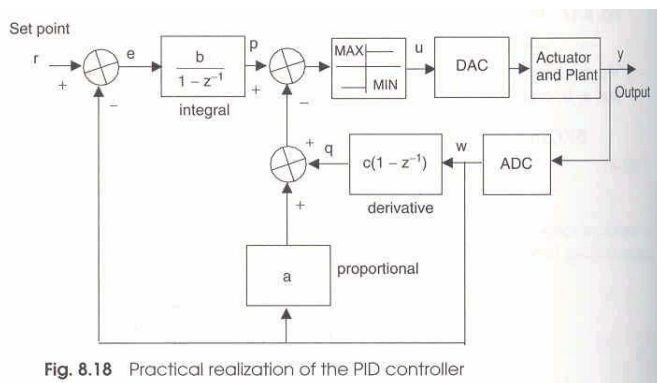 Set point
r
+
−
e
b
1 – z⁻¹
integral
p
+
−
MAX
MIN
u
DAC
Actuator
and Plant
y
Output
+
q
c(1 – z⁻¹)
derivative
w
ADC
+
a
proportional
Fig. 8.18 Practical realization of the PID controller